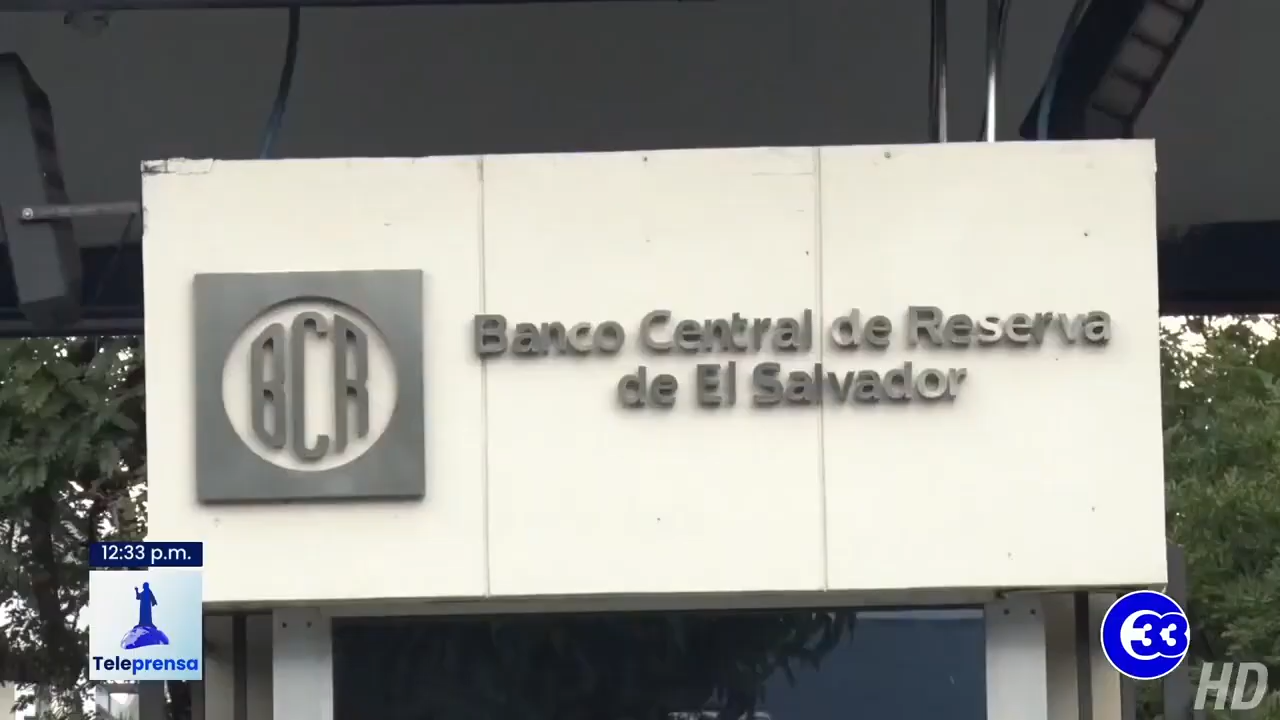 BCR
Banco Central de Reserva
de El Salvador
12:33 p.m.
Teleprensa
33
HD